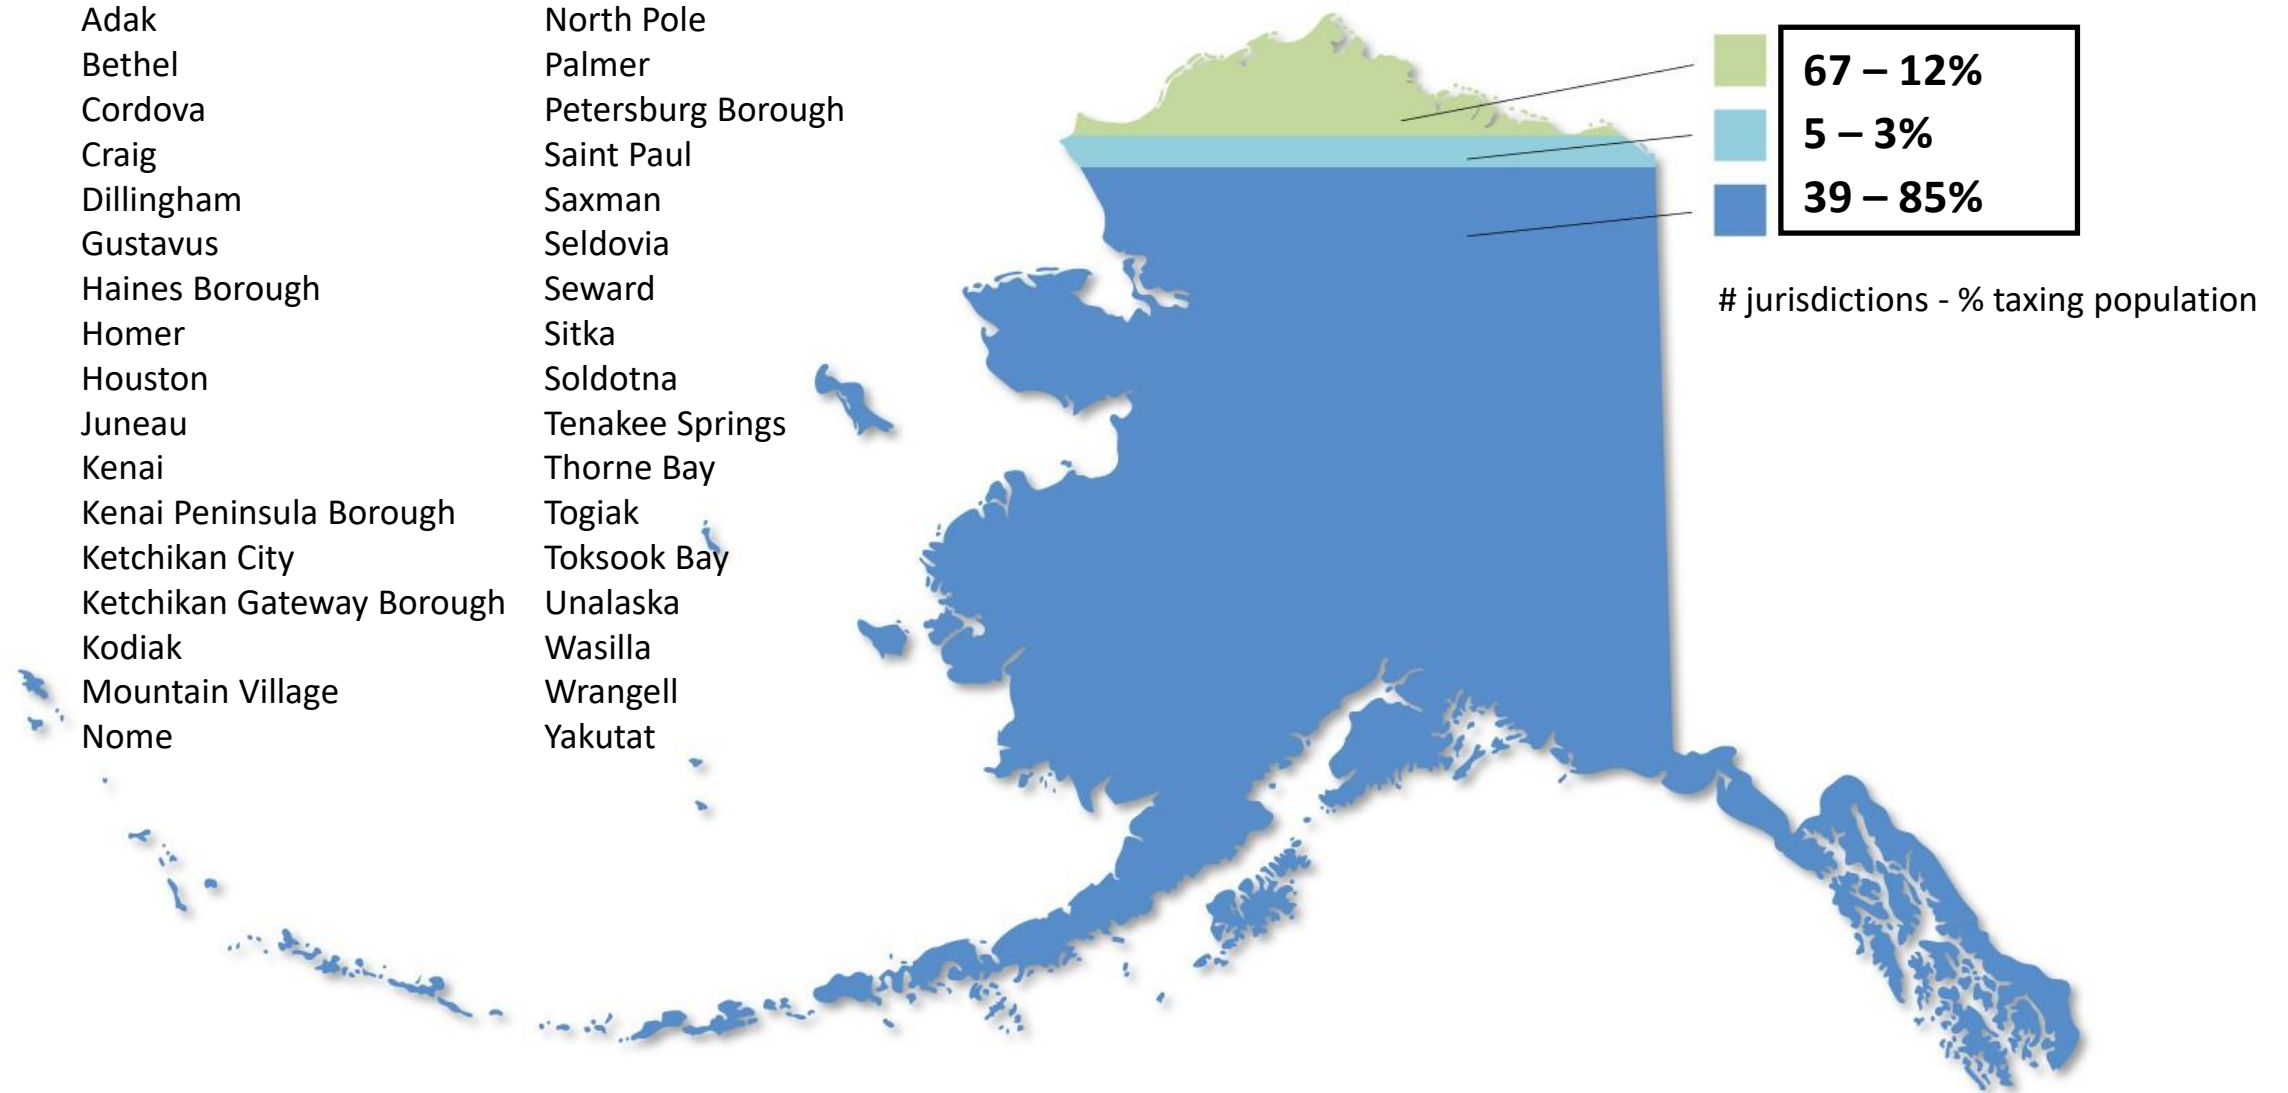 Adak
Bethel
Cordova
Craig
Dillingham
Gustavus
Haines Borough
Homer
Houston
Juneau
Kenai
Kenai Peninsula Borough
Ketchikan City
Ketchikan Gateway Borough
Kodiak
Mountain Village
Nome
North Pole
Palmer
Petersburg Borough
Saint Paul
Saxman
Seldovia
Seward
Sitka
Soldotna
Tenakee Springs
Thorne Bay
Togiak
Toksook Bay
Unalaska
Wasilla
Wrangell
Yakutat
67 – 12%
5 – 3%
39 – 85%
# jurisdictions - % taxing population